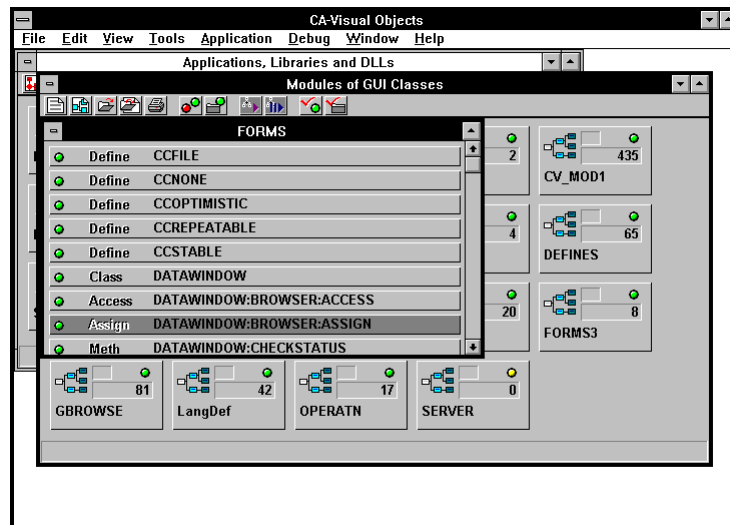 CA-Visual Objects
File Edit View Tools Application Debug Window Help
Applications, Libraries and DLLs
Modules of GUI Classes
FORMS
Define CCFILE
Define CCNONE
Define CCOPTIMISTIC
Define CCREPEATABLE
Define CCSTABLE
Class DATAWINDOW
Access DATAWINDOW:BROWSER:ACCESS
Assign DATAWINDOW:BROWSER:ASSIGN
Meth DATAWINDOW:CHECKSTATUS
2 435
CV_MOD1
4 65
DEFINES
20 8
FORMS3
81 42 17 0
GBROWSE LangDef OPERATN SERVER